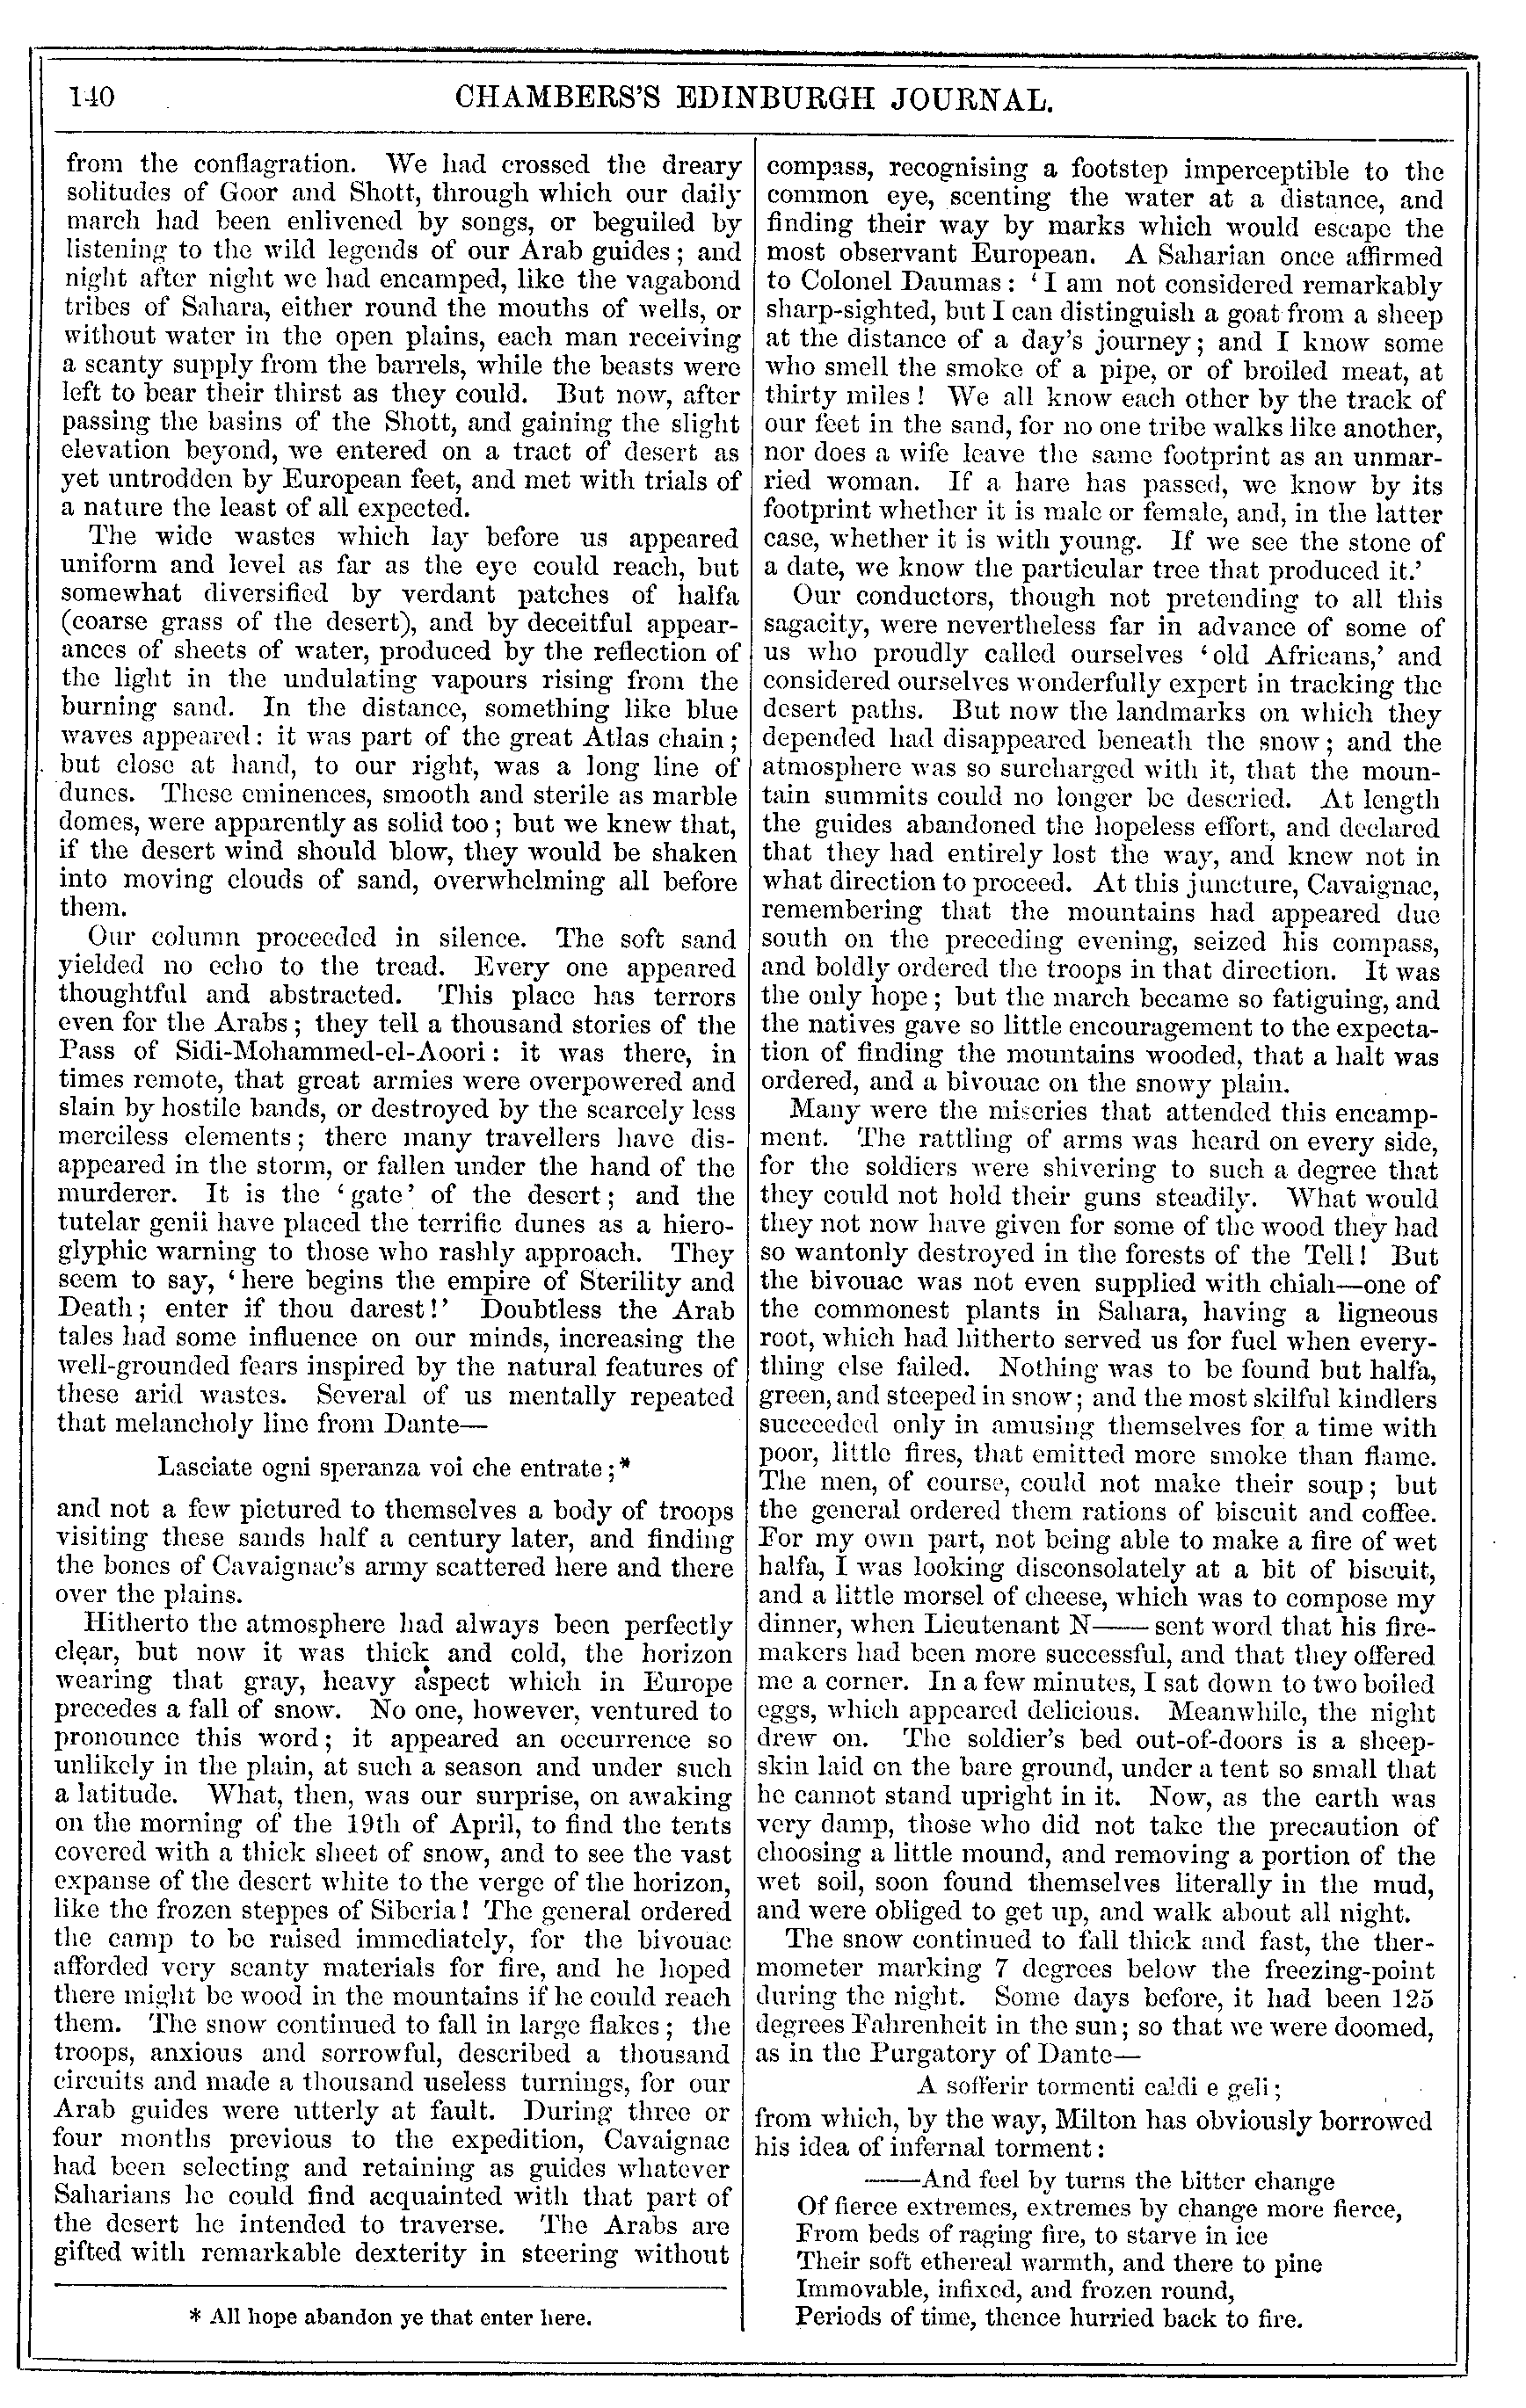 140
CHAMBERS'S EDINBURGH JOURNAL.
from the conflagration. We had crossed the dreary
solitudes of Goor and Shott, through which our daily
march had been enlivened by songs, or beguiled by
listening to the wild legends of our Arab guides; and
night after night we had encamped, like the vagabond
tribes of Sahara, either round the mouths of wells, or
without water in the open plains, each man receiving
a scanty supply from the barrels, while the beasts were
left to bear their thirst as they could. But now, after
passing the basins of the Shott, and gaining the slight
elevation beyond, we entered on a tract of desert as
yet untrodden by European feet, and met with trials of
a nature the least of all expected.
The wide wastes which lay before us appeared
uniform and level as far as the eye could reach, but
somewhat diversified by verdant patches of halfa
(coarse grass of the desert), and by deceitful appear-
ances of sheets of water, produced by the reflection of
the light in the undulating vapours rising from the
burning sand. In the distance, something like blue
waves appeared: it was part of the great Atlas chain;
but close at hand, to our right, was a long line of
dunes. These eminences, smooth and sterile as marble
domes, were apparently as solid too; but we knew that,
if the desert wind should blow, they would be shaken
into moving clouds of sand, overwhelming all before
them.
Our column proceeded in silence. The soft sand
yielded no echo to the tread. Every one appeared
thoughtful and abstracted. This place has terrors
even for the Arabs; they tell a thousand stories of the
Pass of Sidi-Mohammed-el-Aoori: it was there, in
times remote, that great armies were overpowered and
slain by hostile bands, or destroyed by the scarcely less
merciless elements; there many travellers have dis-
appeared in the storm, or fallen under the hand of the
murderer. It is the 'gate' of the desert; and the
tutelar genii have placed the terrific dunes as a hiero-
glyphic warning to those who rashly approach. They
seem to say, 'here begins the empire of Sterility and
Death; enter if thou darest!' Doubtless the Arab
tales had some influence on our minds, increasing the
well-grounded fears inspired by the natural features of
these arid wastes. Several of us mentally repeated
that melancholy line from Dante—
Lasciate ogni speranza voi che entrate;*
and not a few pictured to themselves a body of troops
visiting these sands half a century later, and finding
the bones of Cavaignac's army scattered here and there
over the plains.
Hitherto the atmosphere had always been perfectly
clear, but now it was thick and cold, the horizon
wearing that gray, heavy aspect which in Europe
precedes a fall of snow. No one, however, ventured to
pronounce this word; it appeared an occurrence so
unlikely in the plain, at such a season and under such
a latitude. What, then, was our surprise, on awaking
on the morning of the 19th of April, to find the tents
covered with a thick sheet of snow, and to see the vast
expanse of the desert white to the verge of the horizon,
like the frozen steppes of Siberia! The general ordered
the camp to be raised immediately, for the bivouac
afforded very scanty materials for fire, and he hoped
there might be wood in the mountains if he could reach
them. The snow continued to fall in large flakes; the
troops, anxious and sorrowful, described a thousand
circuits and made a thousand useless turnings, for our
Arab guides were utterly at fault. During three or
four months previous to the expedition, Cavaignac
had been selecting and retaining as guides whatever
Saharians he could find acquainted with that part of
the desert he intended to traverse. The Arabs are
gifted with remarkable dexterity in steering without
* All hope abandon ye that enter here.
compass, recognising a footstep imperceptible to the
common eye, scenting the water at a distance, and
finding their way by marks which would escape the
most observant European. A Saharian once affirmed
to Colonel Daumas: 'I am not considered remarkably
sharp-sighted, but I can distinguish a goat from a sheep
at the distance of a day's journey; and I know some
who smell the smoke of a pipe, or of broiled meat, at
thirty miles! We all know each other by the track of
our feet in the sand, for no one tribe walks like another,
nor does a wife leave the same footprint as an unmar-
ried woman. If a hare has passed, we know by its
footprint whether it is male or female, and, in the latter
case, whether it is with young. If we see the stone of
a date, we know the particular tree that produced it.'
Our conductors, though not pretending to all this
sagacity, were nevertheless far in advance of some of
us who proudly called ourselves 'old Africans,' and
considered ourselves wonderfully expert in tracking the
desert paths. But now the landmarks on which they
depended had disappeared beneath the snow; and the
atmosphere was so surcharged with it, that the moun-
tain summits could no longer be descried. At length
the guides abandoned the hopeless effort, and declared
that they had entirely lost the way, and knew not in
what direction to proceed. At this juncture, Cavaignac,
remembering that the mountains had appeared due
south on the preceding evening, seized his compass,
and boldly ordered the troops in that direction. It was
the only hope; but the march became so fatiguing, and
the natives gave so little encouragement to the expecta-
tion of finding the mountains wooded, that a halt was
ordered, and a bivouac on the snowy plain.
Many were the miseries that attended this encamp-
ment. The rattling of arms was heard on every side,
for the soldiers were shivering to such a degree that
they could not hold their guns steadily. What would
they not now have given for some of the wood they had
so wantonly destroyed in the forests of the Tell! But
the bivouac was not even supplied with chiah—one of
the commonest plants in Sahara, having a ligneous
root, which had hitherto served us for fuel when every-
thing else failed. Nothing was to be found but halfa,
green, and steeped in snow; and the most skilful kindlers
succeeded only in amusing themselves for a time with
poor, little fires, that emitted more smoke than flame.
The men, of course, could not make their soup; but
the general ordered them rations of biscuit and coffee.
For my own part, not being able to make a fire of wet
halfa, I was looking disconsolately at a bit of biscuit,
and a little morsel of cheese, which was to compose my
dinner, when Lieutenant N—— sent word that his fire-
makers had been more successful, and that they offered
me a corner. In a few minutes, I sat down to two boiled
eggs, which appeared delicious. Meanwhile, the night
drew on. The soldier's bed out-of-doors is a sheep-
skin laid on the bare ground, under a tent so small that
he cannot stand upright in it. Now, as the earth was
very damp, those who did not take the precaution of
choosing a little mound, and removing a portion of the
wet soil, soon found themselves literally in the mud,
and were obliged to get up, and walk about all night.
The snow continued to fall thick and fast, the ther-
mometer marking 7 degrees below the freezing-point
during the night. Some days before, it had been 125
degrees Fahrenheit in the sun; so that we were doomed,
as in the Purgatory of Dante—
A sofferir tormenti caldi e geli;
from which, by the way, Milton has obviously borrowed
his idea of infernal torment:
——And feel by turns the bitter change
Of fierce extremes, extremes by change more fierce,
From beds of raging fire, to starve in ice
Their soft ethereal warmth, and there to pine
Immovable, infixed, and frozen round,
Periods of time, thence hurried back to fire.